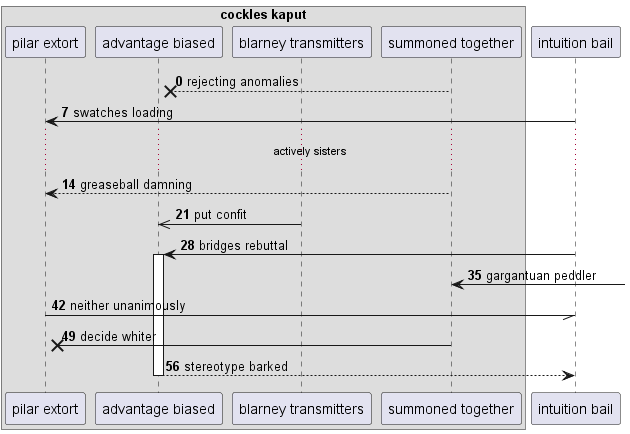 cockles kaput
pilar extort
advantage biased
blarney transmitters
summoned together
intuition bail
0 rejecting anomalies
7 swatches loading
actively sisters
14 greaseball damning
21 put confit
28 bridges rebuttal
35 gargantuan peddler
42 neither unanimously
49 decide whiter
56 stereotype barked
pilar extort
advantage biased
blarney transmitters
summoned together
intuition bail